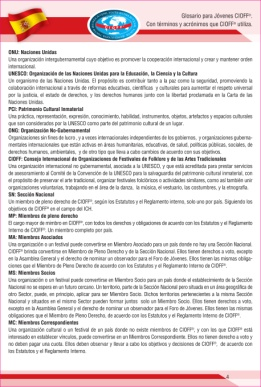 Glosario para Jóvenes CIOFF®.
Con términos y acrónimos que CIOFF® utiliza.
ONU: Naciones Unidas
Una organización intergubernamental cuyo objetivo es promover la cooperación internacional y crear y mantener orden internacional.
UNESCO: Organización de las Naciones Unidas para la Educación, la Ciencia y la Cultura
Un organismo de las Naciones Unidas. El propósito es contribuir tanto a la paz como la seguridad, promoviendo la
colaboración internacional a través de reformas educativas, científicas y culturales para aumentar el respeto universal
por la justicia, el estado de derecho, y los derechos humanos junto con la libertad proclamada en la Carta de las
Naciones Unidas.
PCI: Patrimonio Cultural Inmaterial
Una práctica, representación, expresión, conocimiento, habilidad, instrumentos, objetos, artefactos y espacios culturales
que son considerados por la UNESCO como parte del patrimonio cultural de un lugar.
ONG: Organización No-Gubernamental
Organizaciones sin fines de lucro , y a veces internacionales independientes de los gobiernos, y organizaciones guberna-
mentales internacionales que están activas en áreas humanitarias, educativas, de salud, políticas públicas, sociales, de
derechos humanos, ambientales, y de otro tipo que lleva a cabo cambios de acuerdo con sus objetivos.
CIOFF: Consejo Internacional de Organizaciones de Festivales de Folklore y de las Artes Tradicionales
Una organización internacional no gubernamental, asociada a la UNESCO, y que está acreditada para prestar servicios
de asesoramiento al Comité de la Convención de la UNESCO para la salvaguardia del patrimonio cultural inmaterial, con
el propósito de preservar el arte tradicional, organizar festivales folclóricos o actividades similares, como así también unir
organizaciones voluntarias, trabajando en el área de la danza, la música, el vestuario, las costumbres, y la etnografía.
SN: Sección Nacional
Un miembro de pleno derecho de CIOFF®, según los Estatutos y el Reglamento interno, solo uno por país. Siguiendo los
objetivos de CIOFF® en el campo del ICH.
MP: Miembros de pleno derecho
El cargo mayor de miembro en CIOFF®, con todos los derechos y obligaciones de acuerdo con los Estatutos y el Reglamento
Interno de CIOFF®. Un miembro completo por país.
MA: Miembros Asociados
Una organización o un festival puede convertirse en Miembro Asociado para un país donde no hay una Sección Nacional.
CIOFF® brinda convertirlos en Miembro de Pleno Derecho y de la Sección Nacional. Ellos tienen derechos a voto, excepto
en la Asamblea General y el derecho de nominar un observador para el Foro de Jóvenes. Ellos tienen las mismas obliga-
ciones que el Miembro de Pleno Derecho, de acuerdo con los Estatutos y el Reglamento Interno de CIOFF®.
MS: Miembros Socios
Una organización o un festival puede convertirse en Miembro Socio para un país donde el establecimiento de la Sección
Nacional no se espera en un futuro cercano. Un territorio, parte de la Sección Nacional pero situado en un área geográfica de
otro Sector, puede, en principio, aplicar para ser Miembro Socio. Dichos territorios pertenecientes a la misma Sección
Nacional y situados en el mismo Sector pueden formar juntos solo un Miembro Socio. Ellos tienen derechos a voto,
excepto en la Asamblea General y el derecho de nominar un observador para el Foro de Jóvenes. Ellos tienen las mismas
obligaciones que el Miembro de Pleno Derecho, de acuerdo con los Estatutos y el Reglamento Interno de CIOFF®.
MC: Miembros Correspondientes
Una organización cultural o un festival de un país donde no existe miembros de CIOFF®, y con los que CIOFF® está
interesado en establecer vínculos, puede convertirse en un Miembro Correspondiente. Ellos no tienen derecho a voto y
no deben pagar una cuota. Ellos deben observar y llevar a cabo los objetivos y decisiones de CIOFF®, de acuerdo con
los Estatutos y el Reglamento Interno.
4